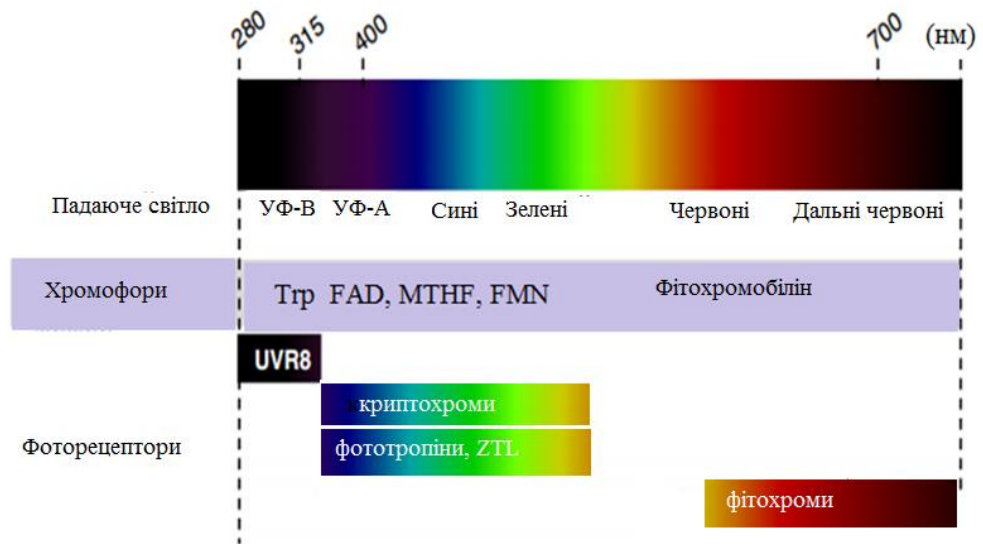 280 315 400 700 (нм)
Падаюче світло УФ-В УФ-А Сині Зелені Червоні Дальні червоні
Хромофори Trp FAD, MTHF, FMN Фітохромобілін
UVR8
ккриптохроми
Фоторецептори фототропіни, ZTL
фітохроми